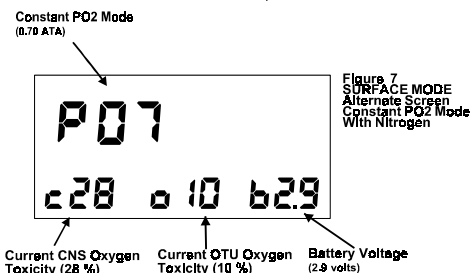 Constant PO2 Mode
(0.70 ATA)
Figure 7
SURFACE MODE
Alternate Screen
Constant PO2 Mode
With Nitrogen
P07
c28 o10 b2.9
Current CNS Oxygen
Toxicity (28 %)
Current OTU Oxygen
Toxicity (10 %)
Battery Voltage
(2.9 volts)